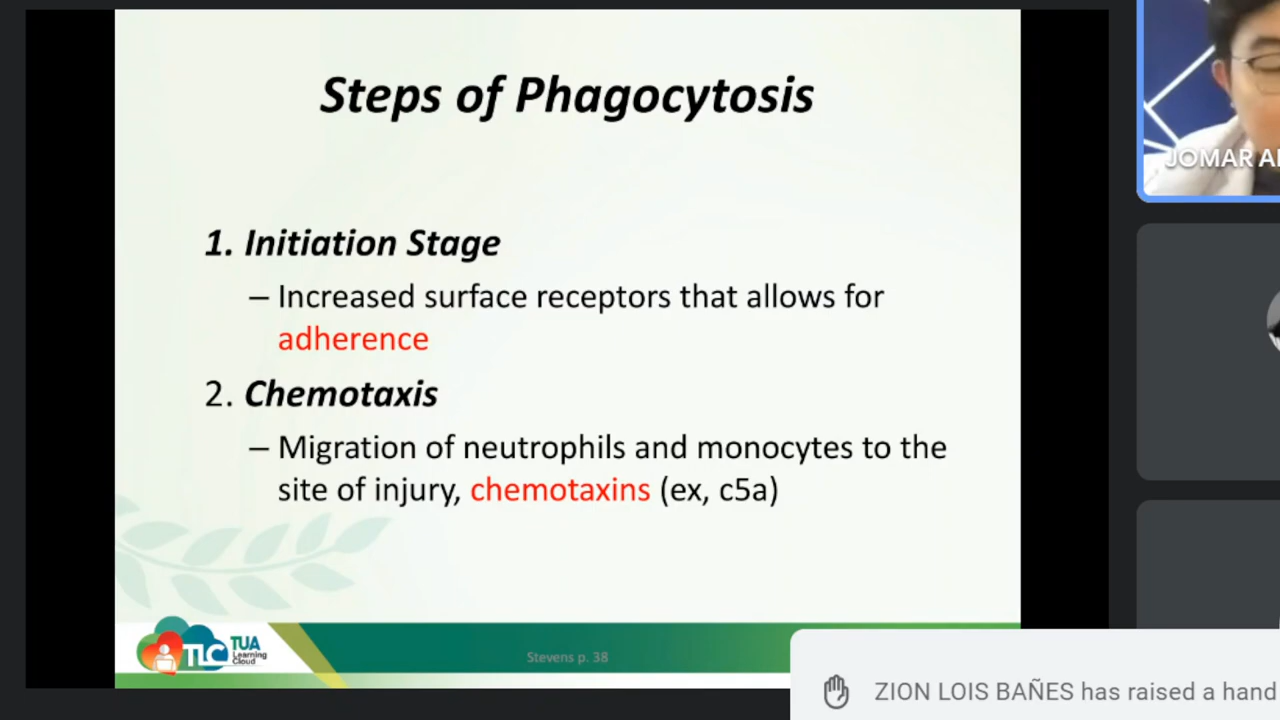 Steps of Phagocytosis
1. Initiation Stage
– Increased surface receptors that allows for
adherence
2. Chemotaxis
– Migration of neutrophils and monocytes to the
site of injury, chemotaxins (ex, c5a)
TLC
TUA
Learning
Cloud
Stevens p. 38
JOMAR
ZION LOIS BAÑES has raised a hand